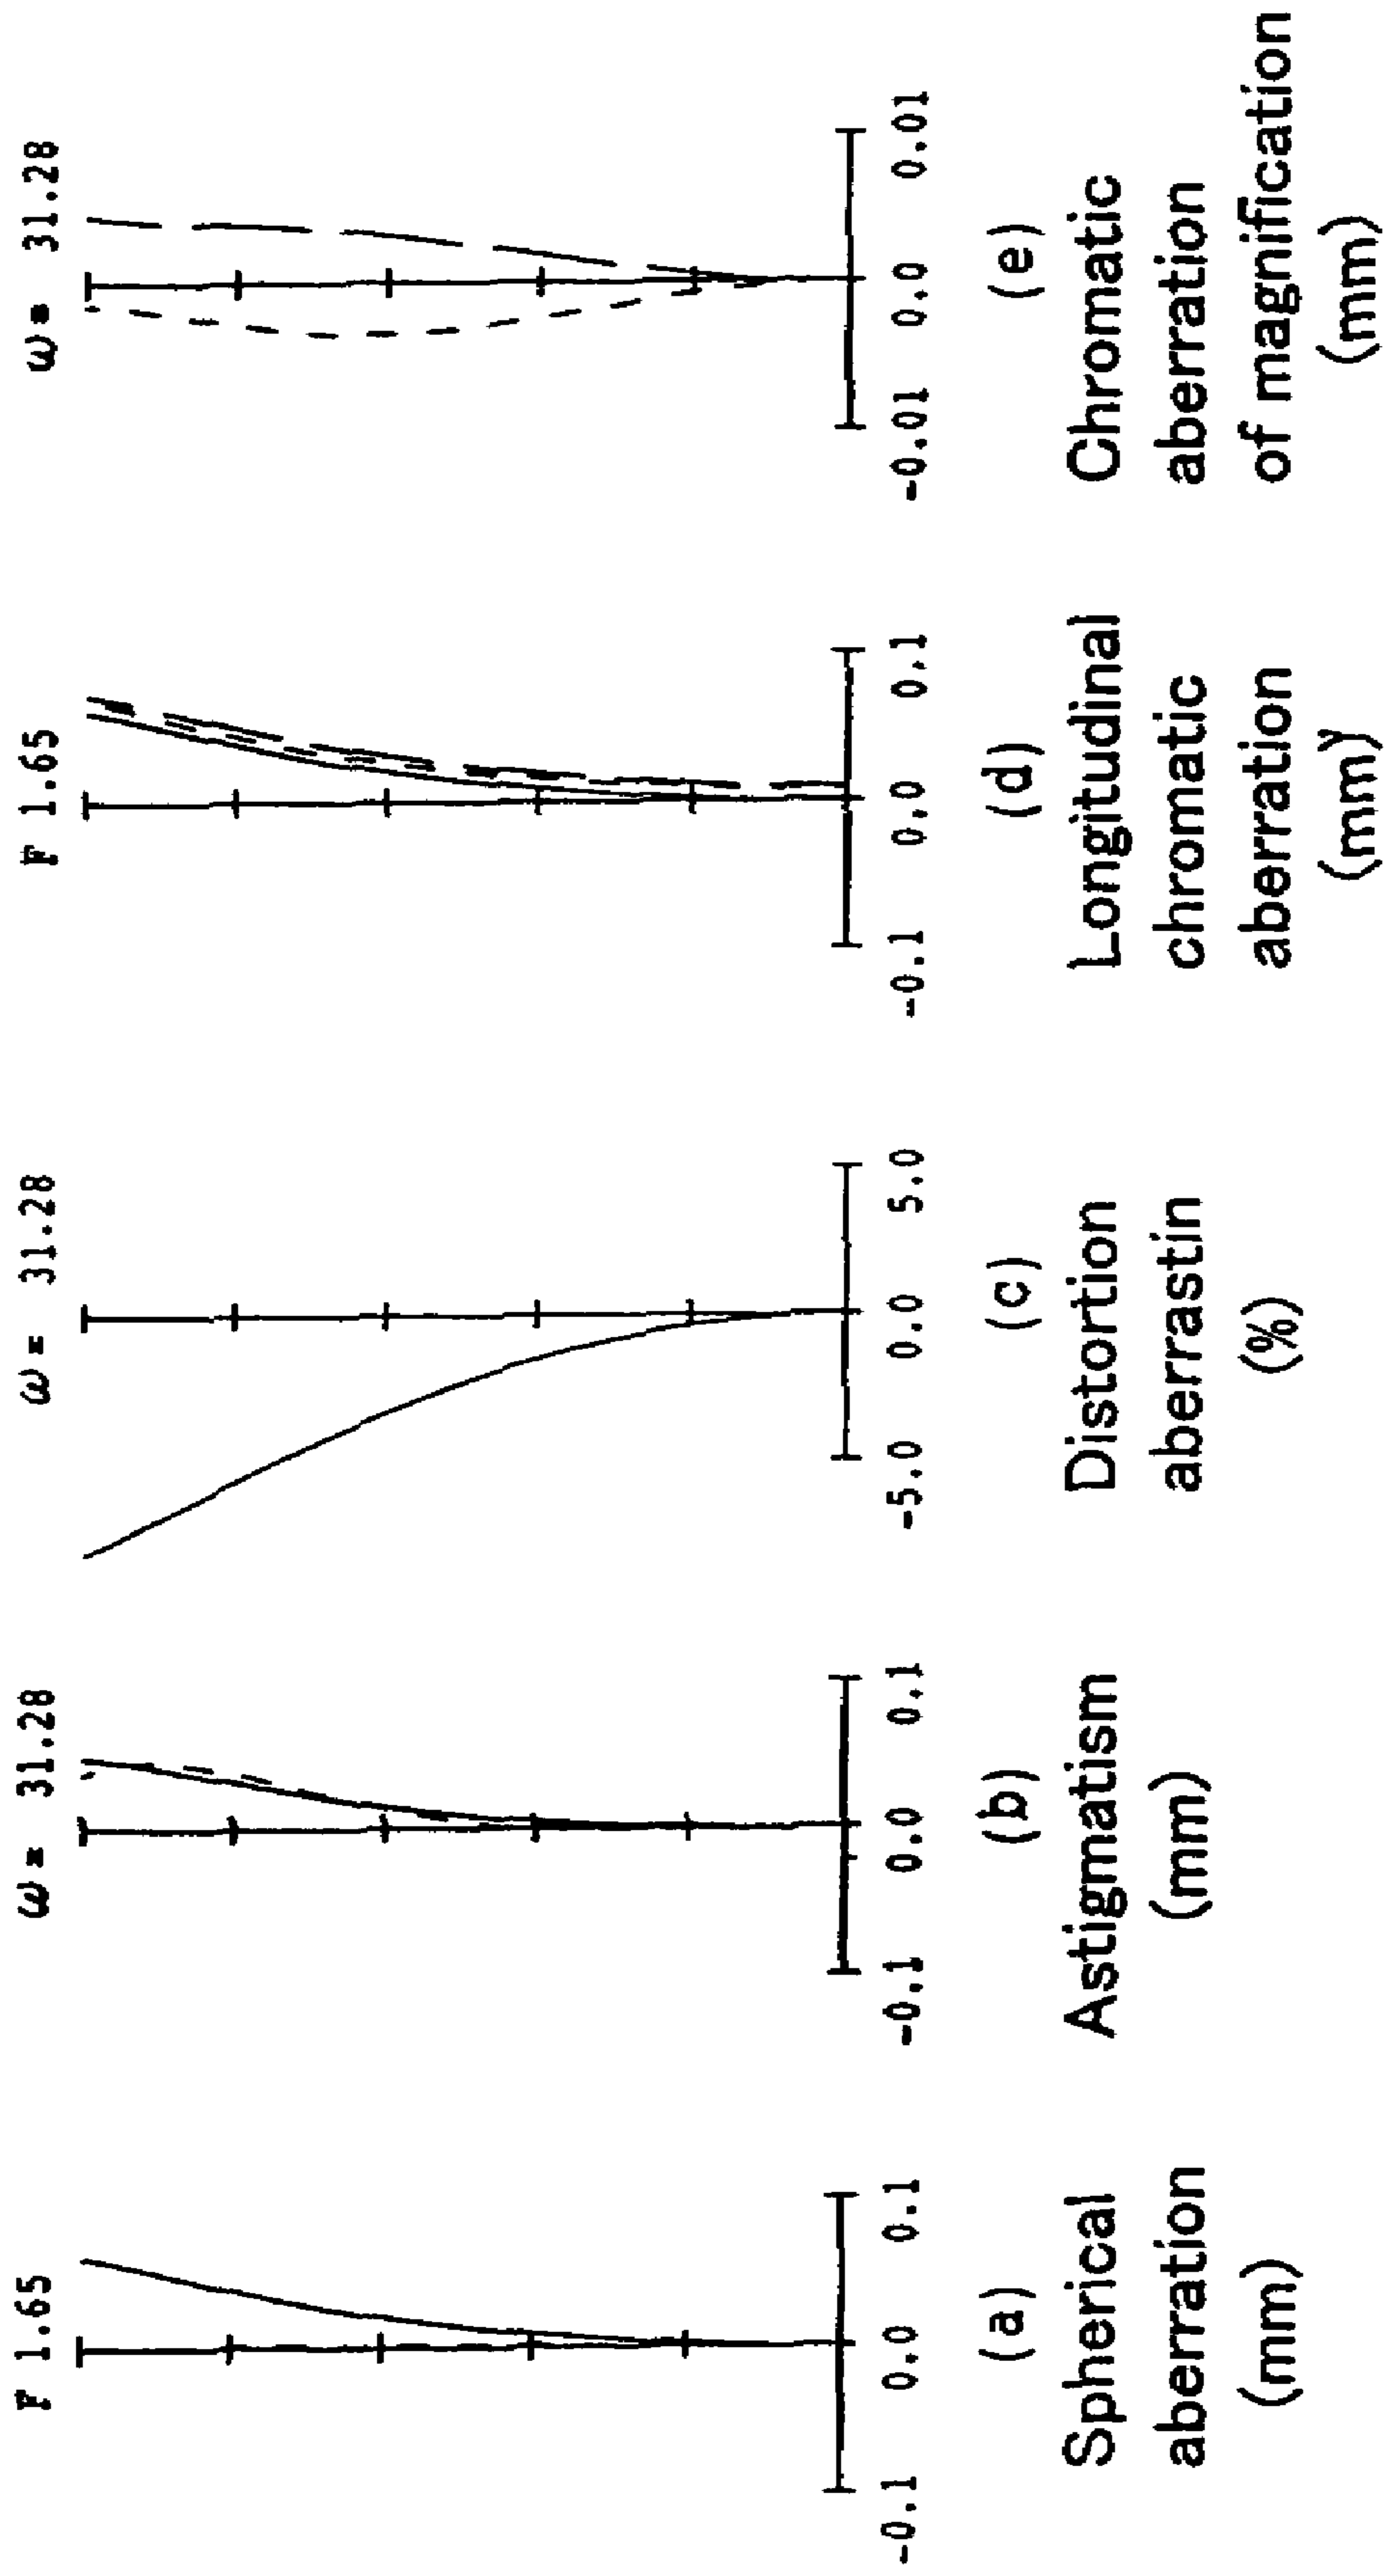 F 1.65
-0.1 0.0 0.1
(a)
Spherical
aberration
(mm)
ω= 31.28
-0.1 0.0 0.1
(b)
Astigmatism
(mm)
ω= 31.28
-5.0 0.0 5.0
(c)
Distortion
aberrastin
(%)
F 1.65
-0.1 0.0 0.1
(d)
Longitudinal
chromatic
aberration
(mm)
ω= 31.28
-0.01 0.0 0.01
(e)
Chromatic
aberration
of magnification
(mm)